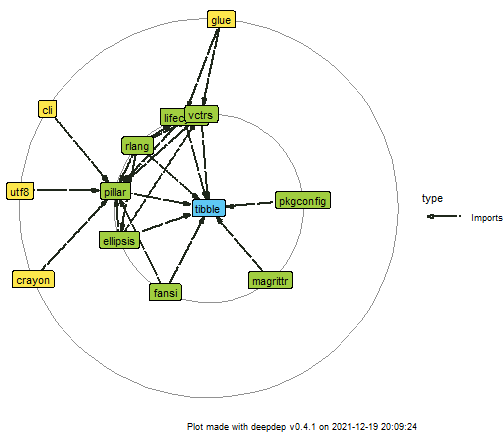 glue
cli
vctrs
rlang
utf8
pillar
tibble
pkgconfig
type
Imports
ellipsis
crayon
fansi
magrittr
Plot made with deepdep v0.4.1 on 2021-12-19 20:09:24